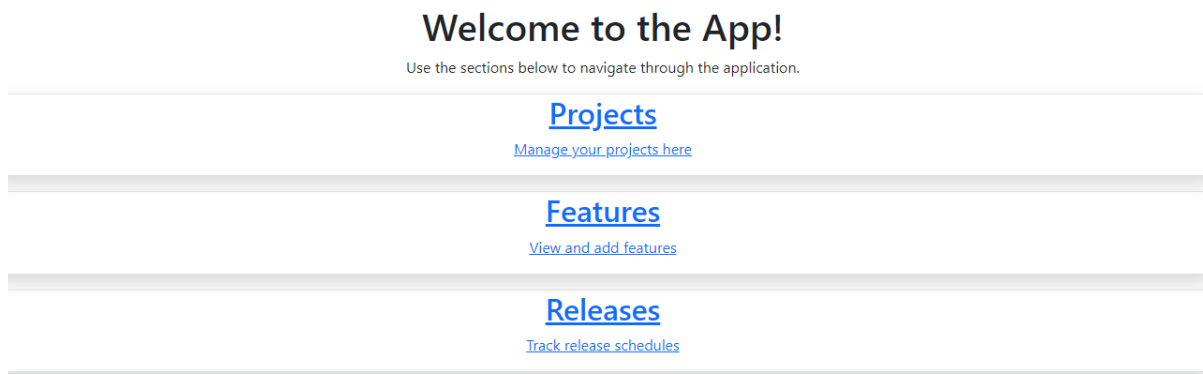 Welcome to the App!
Use the sections below to navigate through the application.
Projects
Manage your projects here
Features
View and add features
Releases
Track release schedules